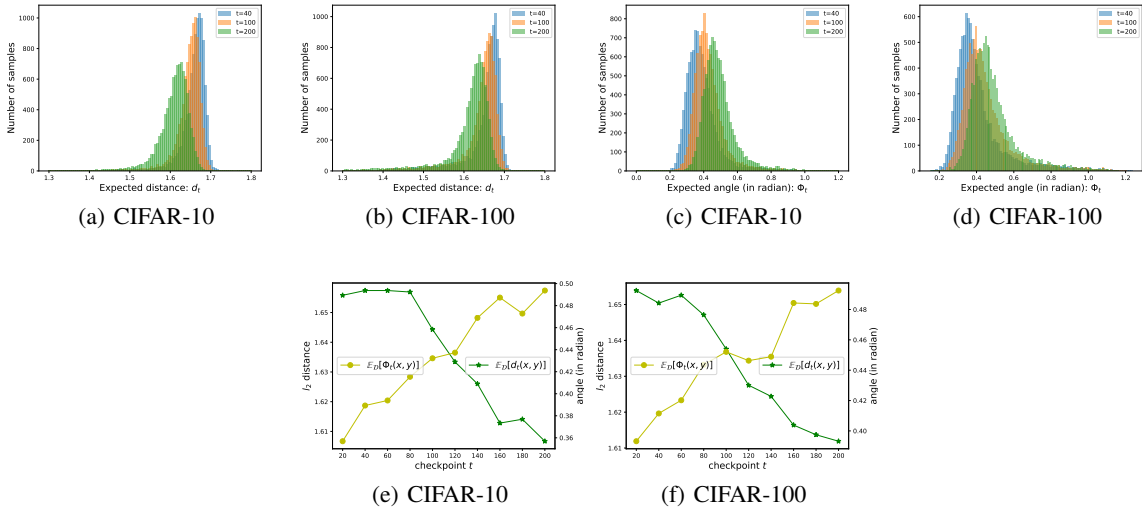 t=40
t=100
t=200
Number of samples
1000
800
600
400
200
0
1.3 1.4 1.5 1.6 1.7 1.8
Expected distance: dₜ
(a) CIFAR-10
t=40
t=100
t=200
Number of samples
1000
800
600
400
200
0
1.3 1.4 1.5 1.6 1.7 1.8
Expected distance: dₜ
(b) CIFAR-100
t=40
t=100
t=200
Number of samples
800
700
600
500
400
300
200
100
0
0.0 0.2 0.4 0.6 0.8 1.0 1.2
Expected angle (in radian): Φₜ
(c) CIFAR-10
t=40
t=100
t=200
Number of samples
600
500
400
300
200
100
0
0.2 0.4 0.6 0.8 1.0 1.2
Expected angle (in radian): Φₜ
(d) CIFAR-100
l₂ distance
1.65
1.64
1.63
1.62
1.61
𝔼_D[Φₜ(x, y)]
𝔼_D[dₜ(x, y)]
0.50
0.48
0.46
0.44
0.42
0.40
0.38
0.36
angle (in radian)
20 40 60 80 100 120 140 160 180 200
checkpoint t
(e) CIFAR-10
l₂ distance
1.65
1.64
1.63
1.62
1.61
𝔼_D[Φₜ(x, y)]
𝔼_D[dₜ(x, y)]
0.48
0.46
0.44
0.42
0.40
angle (in radian)
20 40 60 80 100 120 140 160 180 200
checkpoint t
(f) CIFAR-100